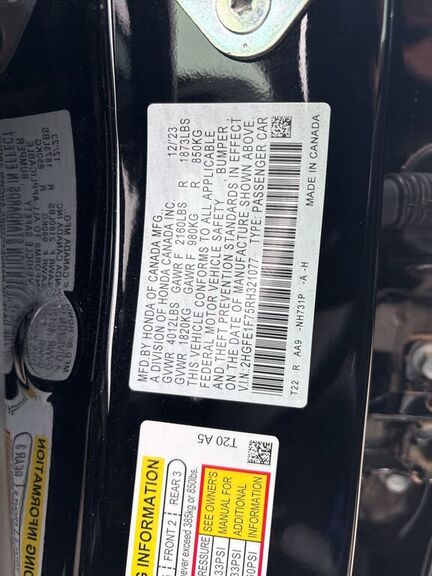 MFD BY HONDA OF CANADA MFG.
A DIVISION OF HONDA CANADA INC 12/23
GVWR 4012LBS GAWR F 2160LBS R 1873LBS
GVWR 1820KG GAWR F 980KG R 850KG
THIS VEHICLE CONFORMS TO ALL APPLICABLE
FEDERAL MOTOR VEHICLE SAFETY BUMPER
AND THEFT PREVENTION STANDARDS IN EFFECT
ON THE DATE OF MANUFACTURE SHOWN ABOVE.
V.I.N: 2HGFE1F75RH321077 TYPE: PASSENGER CAR
T22 R AA9 -NH731P -A -H MADE IN CANADA
T20 A5
INFORMATION
FRONT 2 REAR 3
exceed 385kg or 850lbs.
PRESSURE SEE OWNER'S
33PSI MANUAL FOR
33PSI ADDITIONAL
60PSI INFORMATION